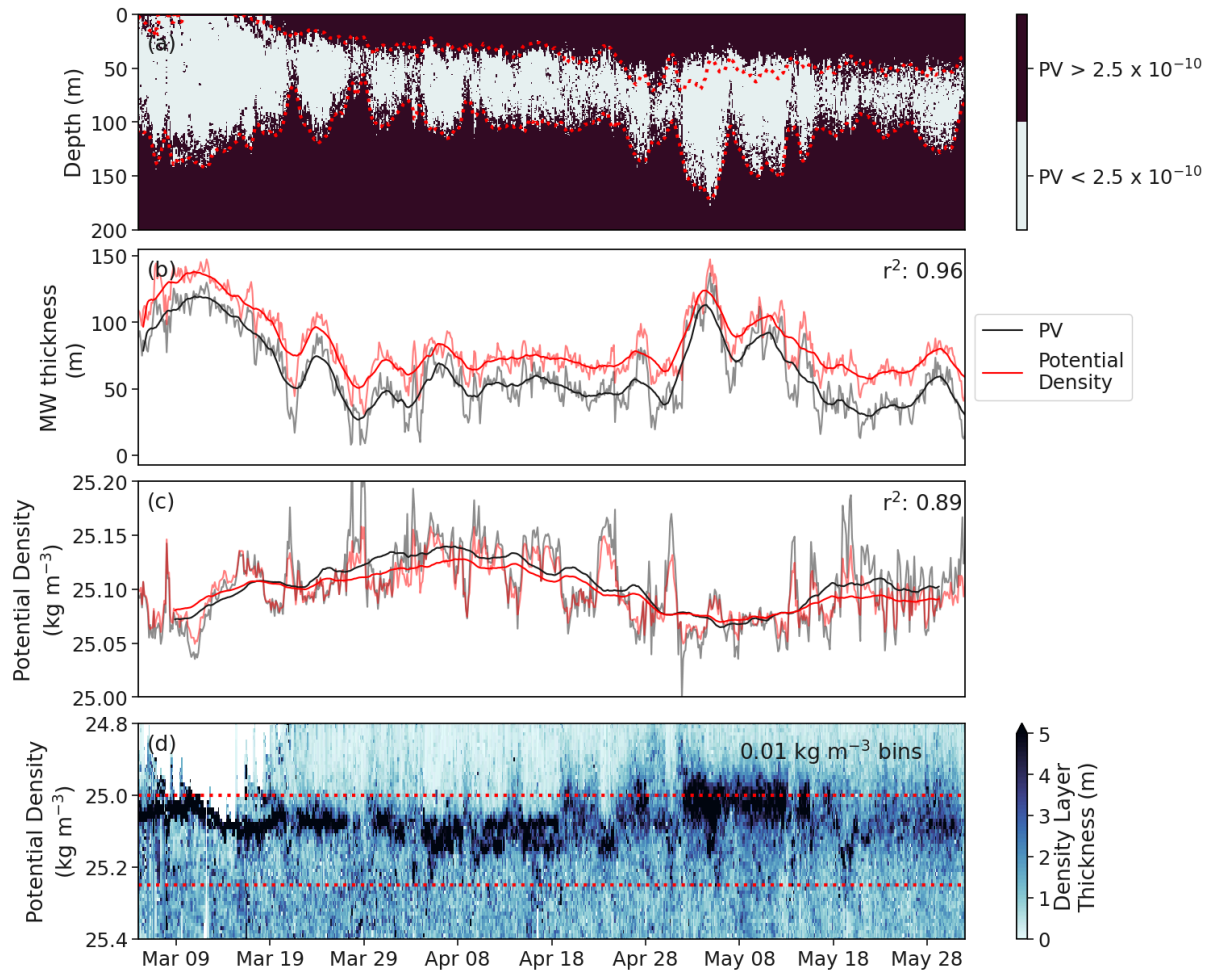 (a)
Depth (m)
0
50
100
150
200
PV > 2.5 x 10⁻¹⁰
PV < 2.5 x 10⁻¹⁰
(b)
r²: 0.96
MW thickness
(m)
150
100
50
0
PV
Potential
Density
(c)
r²: 0.89
Potential Density
(kg m⁻³)
25.20
25.15
25.10
25.05
25.00
(d)
0.01 kg m⁻³ bins
Potential Density
(kg m⁻³)
24.8
25.0
25.2
25.4
5
4
3
2
1
0
Density Layer
Thickness (m)
Mar 09 Mar 19 Mar 29 Apr 08 Apr 18 Apr 28 May 08 May 18 May 28